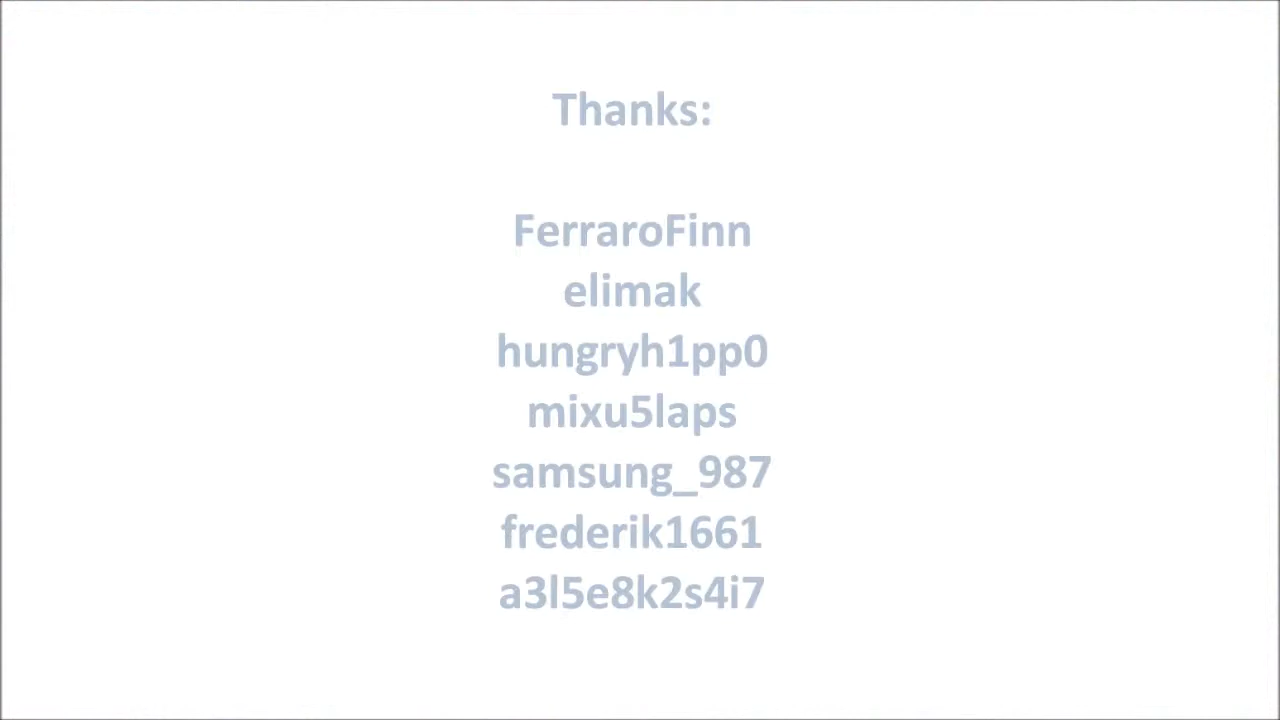 Thanks:
FerraroFinn
elimak
hungryh1pp0
mixu5laps
samsung_987
frederik1661
a3l5e8k2s4i7